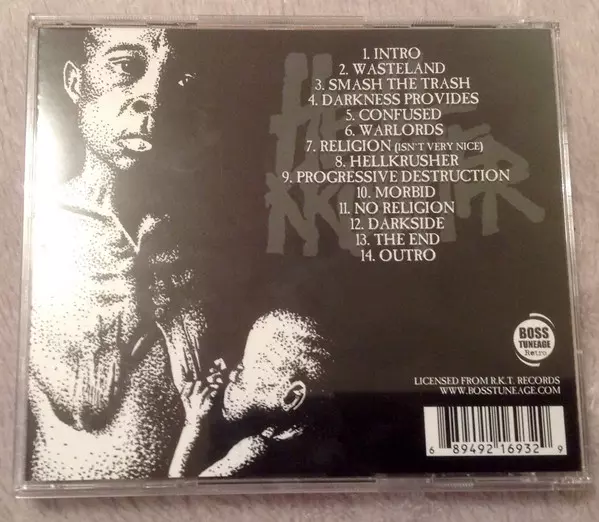 1. INTRO
2. WASTELAND
3. SMASH THE TRASH
4. DARKNESS PROVIDES
5. CONFUSED
6. WARLORDS
7. RELIGION (ISN'T VERY NICE)
8. HELLKRUSHER
9. PROGRESSIVE DESTRUCTION
10. MORBID
11. NO RELIGION
12. DARKSIDE
13. THE END
14. OUTRO
BOSS
TUNEAGE
Retro
LICENSED FROM R.K.T. RECORDS
WWW.BOSSTUNEAGE.COM
6 89492 16932 9